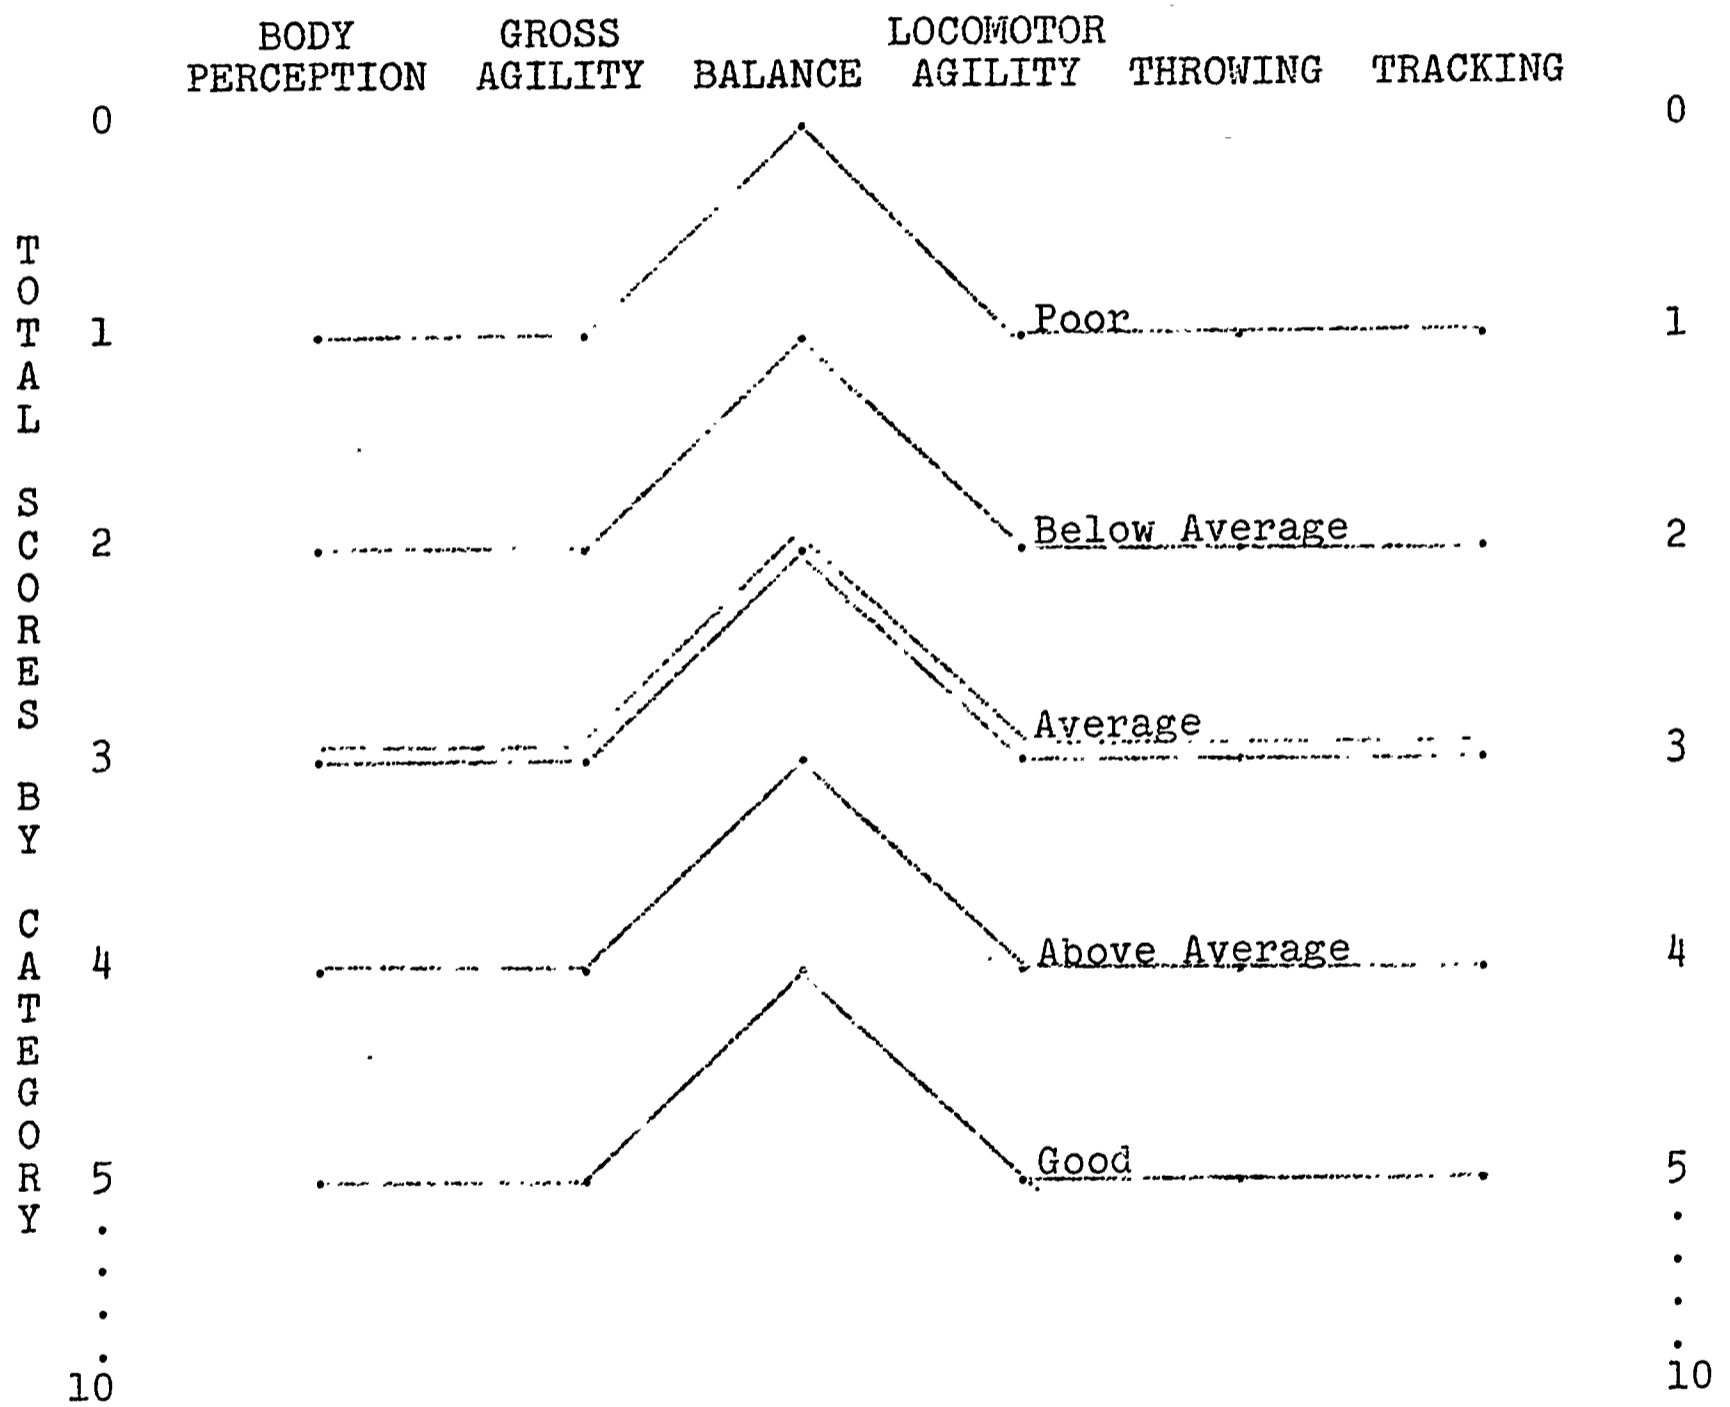 BODY GROSS LOCOMOTOR
PERCEPTION AGILITY BALANCE AGILITY THROWING TRACKING
0 0
1 Poor 1
2 Below Average 2
Average
3 3
4 Above Average 4
5 Good 5
10 10
TOTAL SCORES BY CATEGORY